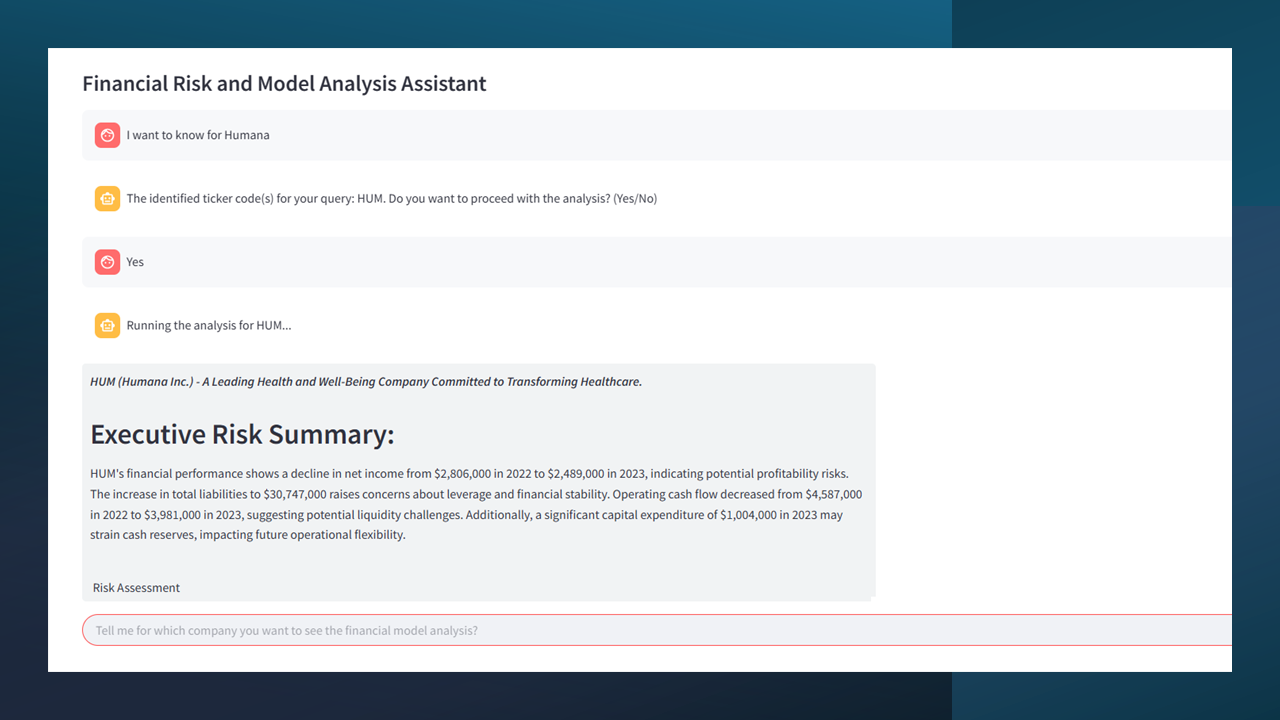 Financial Risk and Model Analysis Assistant
I want to know for Humana
The identified ticker code(s) for your query: HUM. Do you want to proceed with the analysis? (Yes/No)
Yes
Running the analysis for HUM...
HUM (Humana Inc.) - A Leading Health and Well-Being Company Committed to Transforming Healthcare.
Executive Risk Summary:
HUM's financial performance shows a decline in net income from $2,806,000 in 2022 to $2,489,000 in 2023, indicating potential profitability risks.
The increase in total liabilities to $30,747,000 raises concerns about leverage and financial stability. Operating cash flow decreased from $4,587,000
in 2022 to $3,981,000 in 2023, suggesting potential liquidity challenges. Additionally, a significant capital expenditure of $1,004,000 in 2023 may
strain cash reserves, impacting future operational flexibility.
Risk Assessment
Tell me for which company you want to see the financial model analysis?